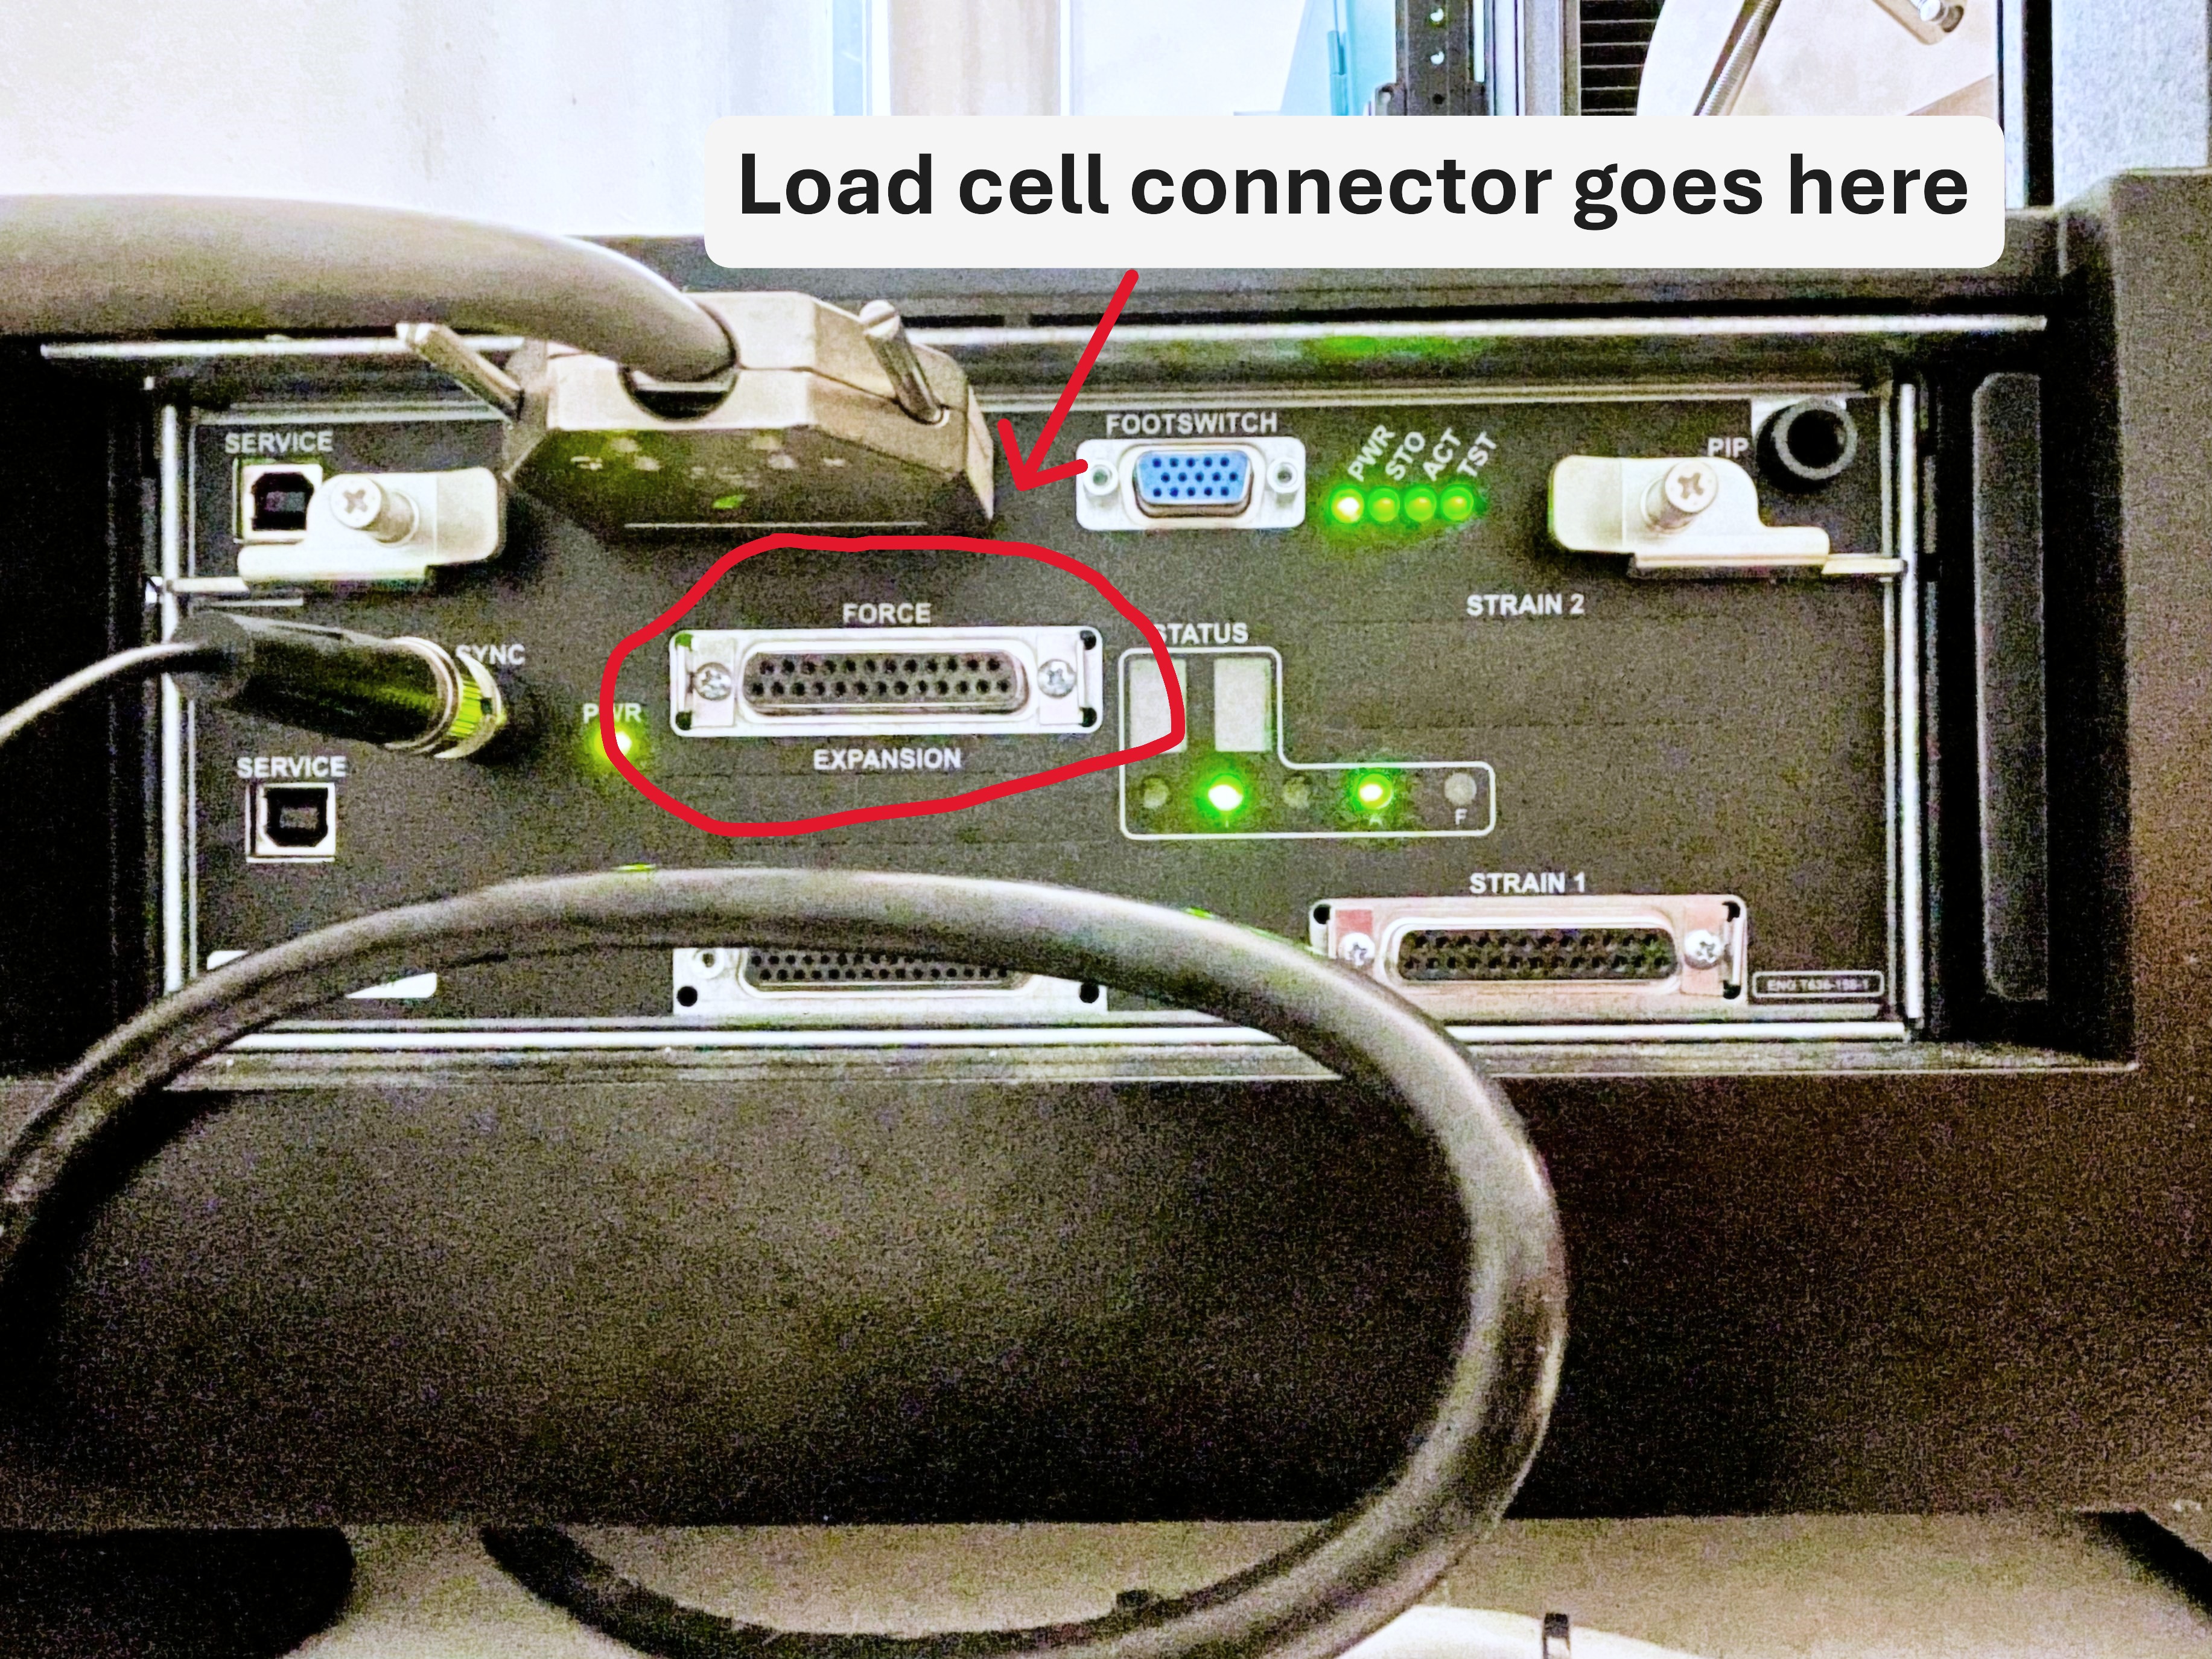 Load cell connector goes here
FOOTSWITCH
SERVICE
PWR
STO
ACT
TST
PIP
STRAIN 2
FORCE
STATUS
SYNC
PWR
EXPANSION
SERVICE
F
STRAIN 1